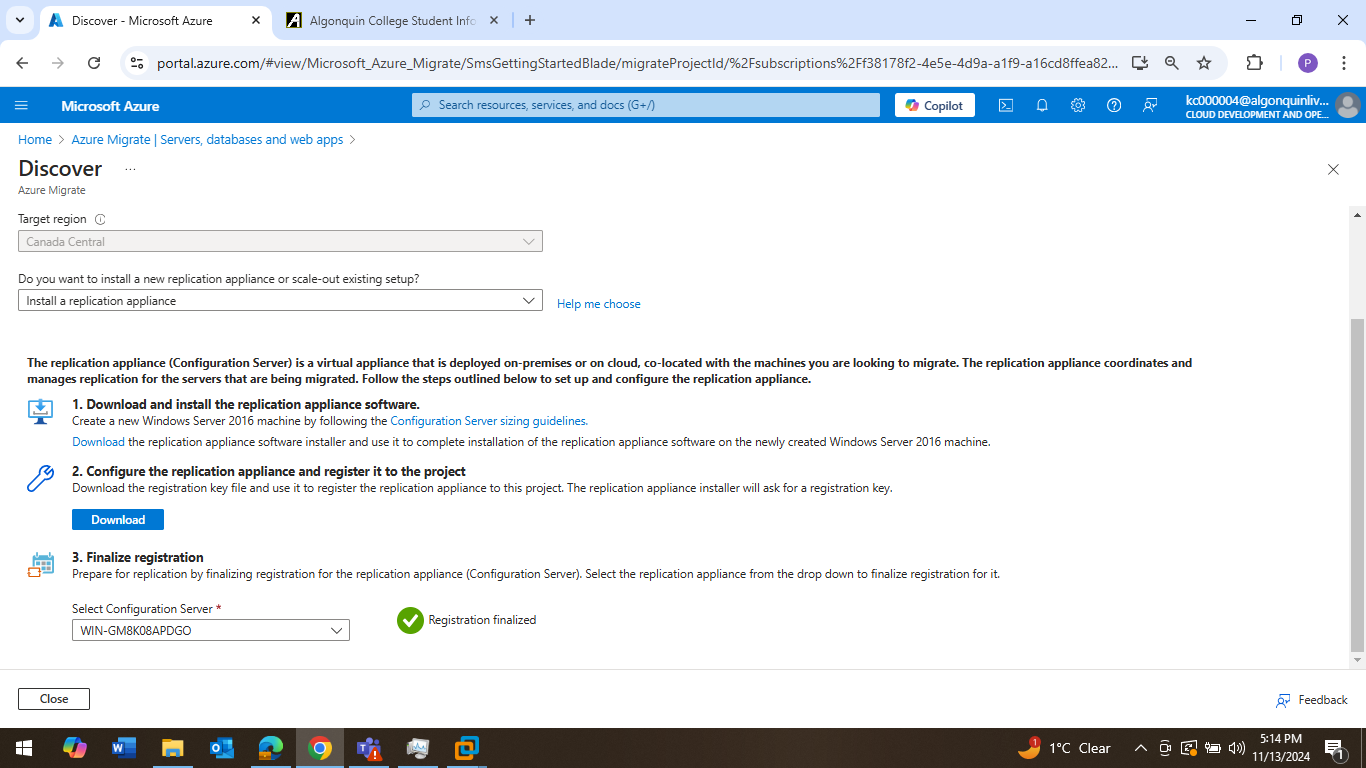 Discover - Microsoft Azure
Algonquin College Student Info
portal.azure.com/#view/Microsoft_Azure_Migrate/SmsGettingStartedBlade/migrateProjectId/%2Fsubscriptions%2Ff38178f2-4e5e-4d9a-a1f9-a16cd8ffea82...
P
Microsoft Azure
Search resources, services, and docs (G+/)
Copilot
kc000004@algonquinliv...
CLOUD DEVELOPMENT AND OPE...
Home > Azure Migrate | Servers, databases and web apps >
Discover ...
Azure Migrate
Target region
Canada Central
Do you want to install a new replication appliance or scale-out existing setup?
Install a replication appliance
Help me choose
The replication appliance (Configuration Server) is a virtual appliance that is deployed on-premises or on cloud, co-located with the machines you are looking to migrate. The replication appliance coordinates and
manages replication for the servers that are being migrated. Follow the steps outlined below to set up and configure the replication appliance.
1. Download and install the replication appliance software.
Create a new Windows Server 2016 machine by following the Configuration Server sizing guidelines.
Download the replication appliance software installer and use it to complete installation of the replication appliance software on the newly created Windows Server 2016 machine.
2. Configure the replication appliance and register it to the project
Download the registration key file and use it to register the replication appliance to this project. The replication appliance installer will ask for a registration key.
Download
3. Finalize registration
Prepare for replication by finalizing registration for the replication appliance (Configuration Server). Select the replication appliance from the drop down to finalize registration for it.
Select Configuration Server *
WIN-GM8K08APDGO
Registration finalized
Close
Feedback
1
1°C Clear
5:14 PM
11/13/2024
1